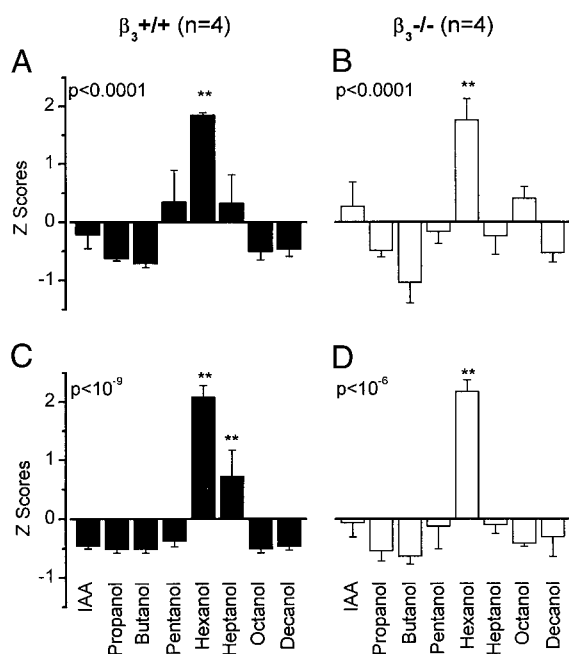 β3+/+ (n=4) β3-/- (n=4)
A B
p<0.0001 ** p<0.0001 **
2
1
0
-1
Z Scores
C D
p<10-9 ** ** p<10-6 **
2
1
0
-1
Z Scores
IAA Propanol Butanol Pentanol Hexanol Heptanol Octanol Decanol IAA Propanol Butanol Pentanol Hexanol Heptanol Octanol Decanol